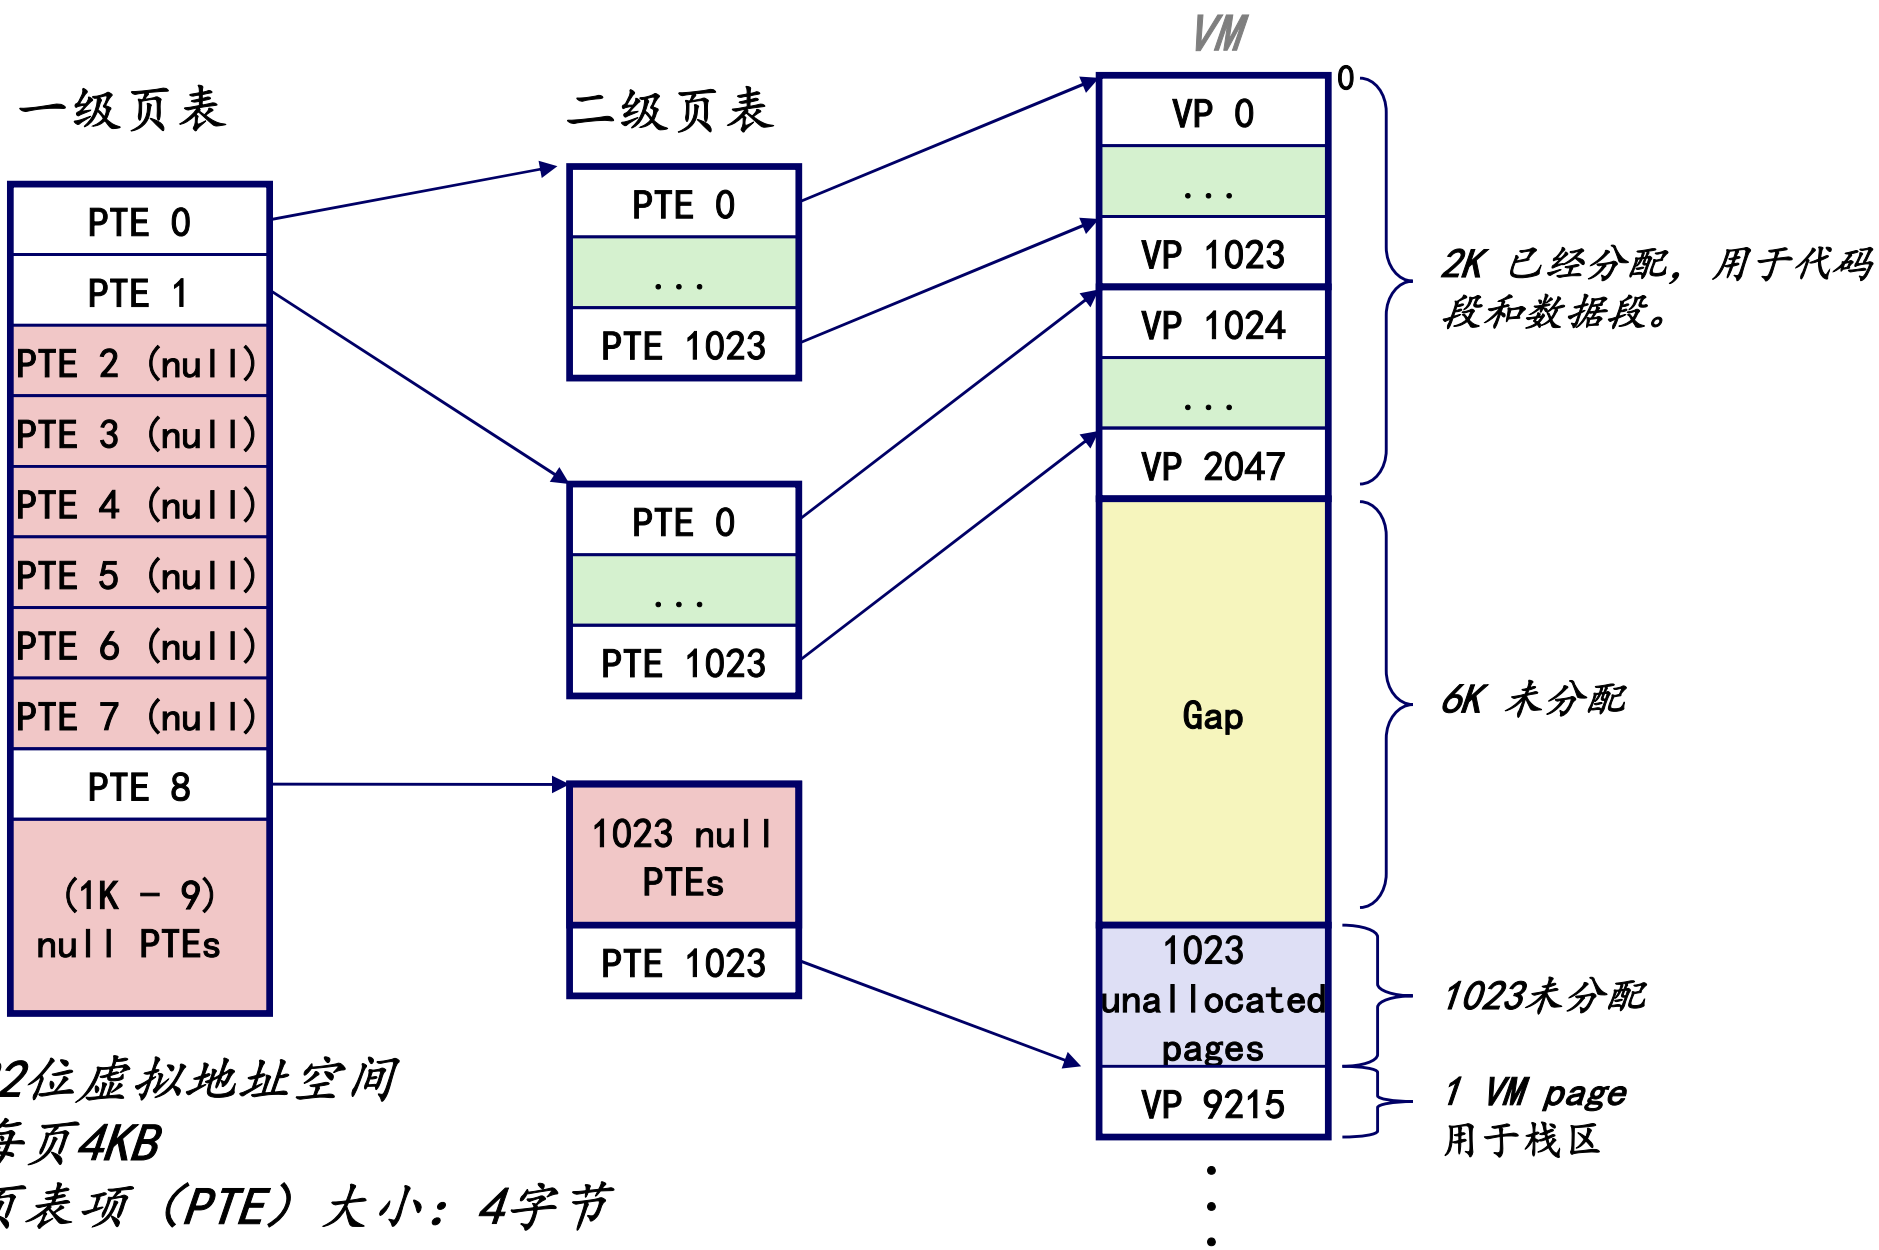 VM
一级页表
PTE 0
PTE 1
PTE 2 (null)
PTE 3 (null)
PTE 4 (null)
PTE 5 (null)
PTE 6 (null)
PTE 7 (null)
PTE 8
(1K - 9)
null PTEs
二级页表
PTE 0
...
PTE 1023
PTE 0
...
PTE 1023
1023 null
PTEs
PTE 1023
0
VP 0
...
VP 1023
VP 1024
...
VP 2047
Gap
1023
unallocated
pages
VP 9215
2K 已经分配，用于代码
段和数据段。
6K 未分配
1023未分配
1 VM page
用于栈区
2位虚拟地址空间
每页4KB
页表项（PTE）大小：4字节